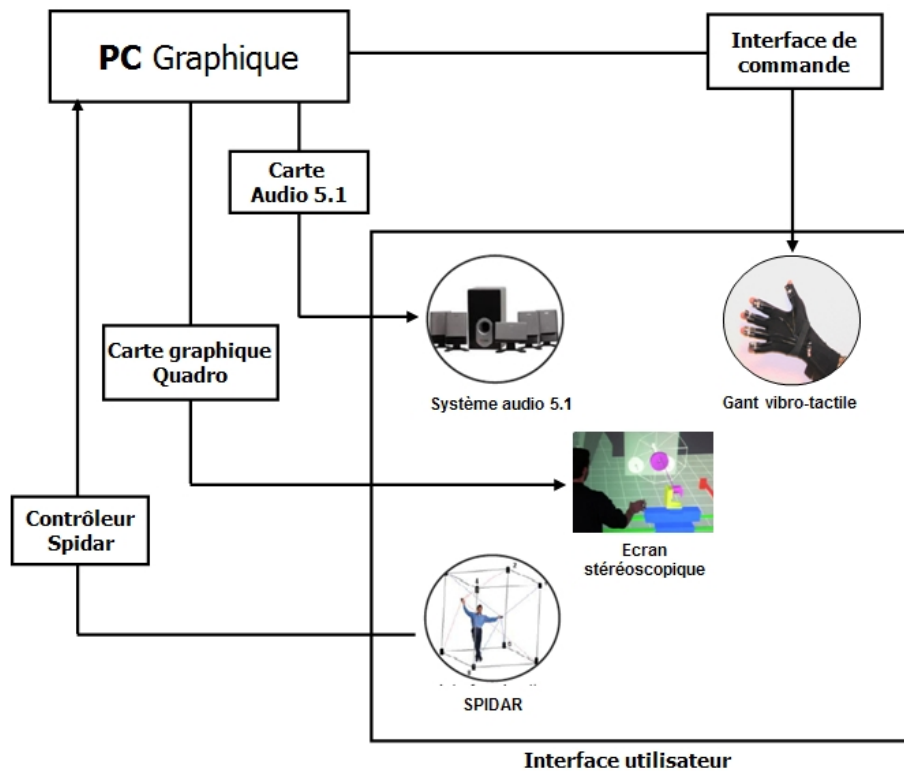 PC Graphique
Interface de
commande
Carte
Audio 5.1
Carte graphique
Quadro
Contrôleur
Spidar
Système audio 5.1
Gant vibro-tactile
Ecran
stéréoscopique
SPIDAR
Interface utilisateur